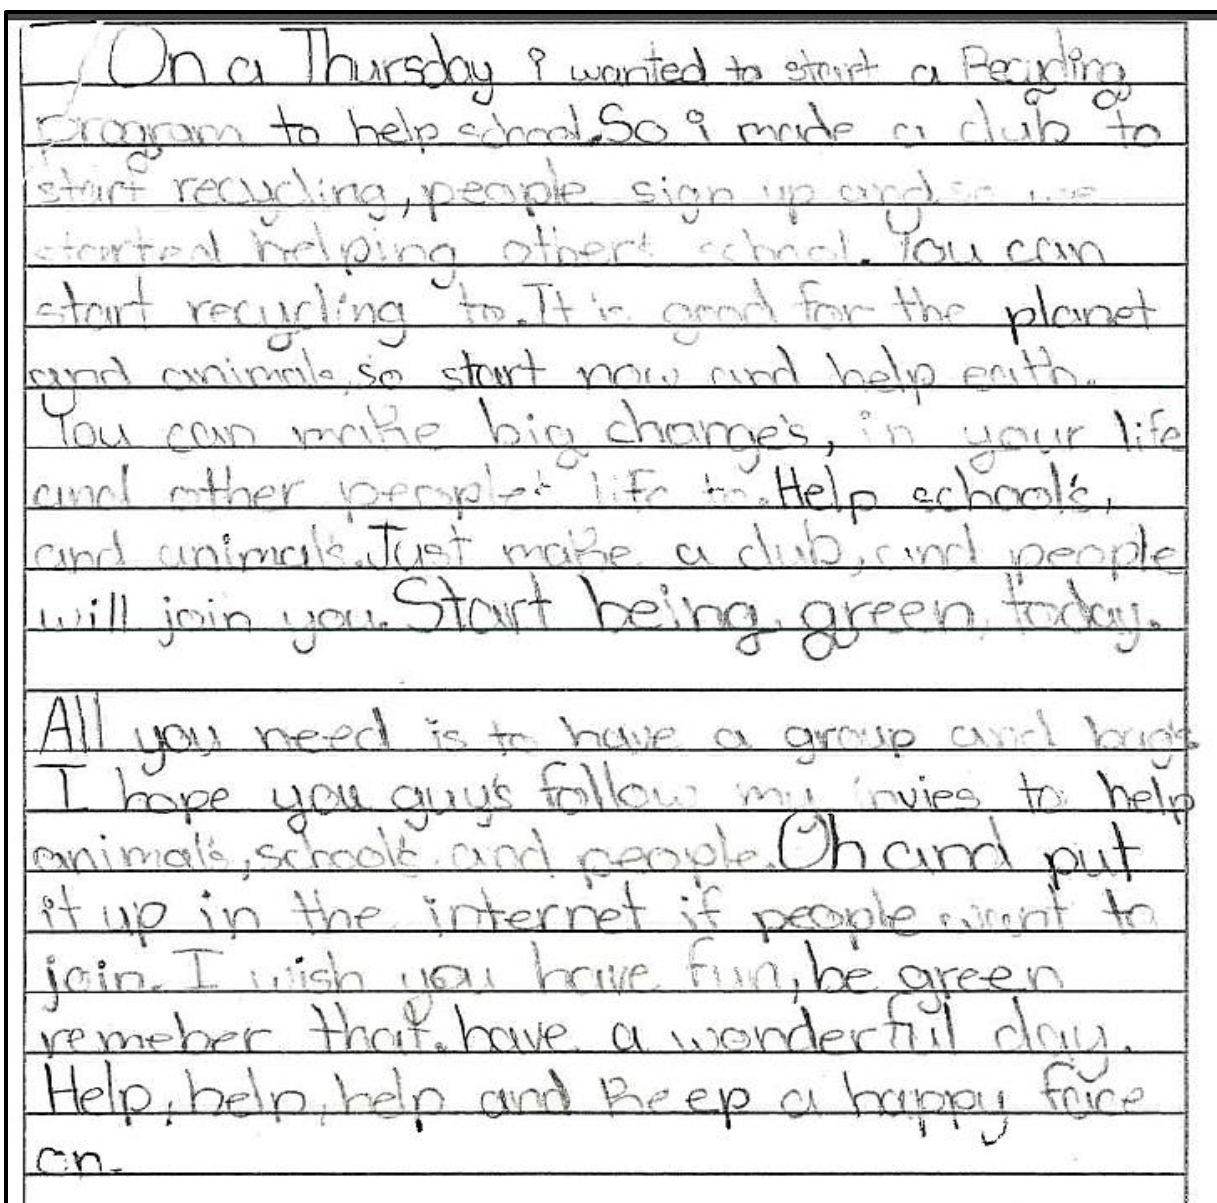 On a Thursday i wanted to start a Recycling
program to help school. So i made a club to
start recycling, people sign up and so we
started helping others school. You can
start recycling to. It is good for the planet
and animals, so start now and help eath.
You can make big change's, in your life
and other people's life to. Help school's,
and animal's. Just make a club, and people
will join you. Start being green, today.
All you need is to have a group and bag's
I hope you guy's follow my invies to help
animal's, school's and people. Oh and put
it up in the internet if people want to
join. I wish you have fun, be green
remeber that. have a wonderful day.
Help, help, help and keep a happy face
on.